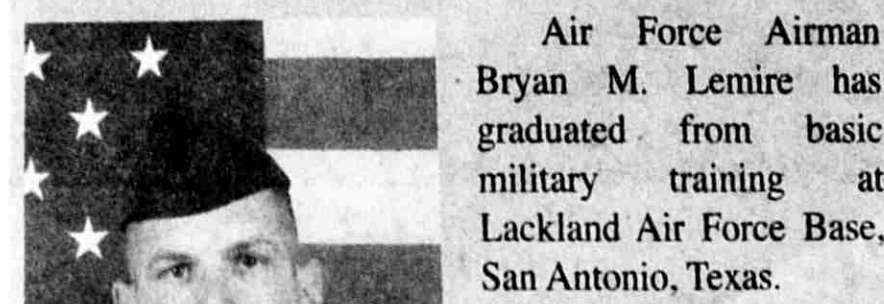 Air Force Airman
Bryan M. Lemire has
graduated from basic
military training at
Lackland Air Force Base,
San Antonio, Texas.